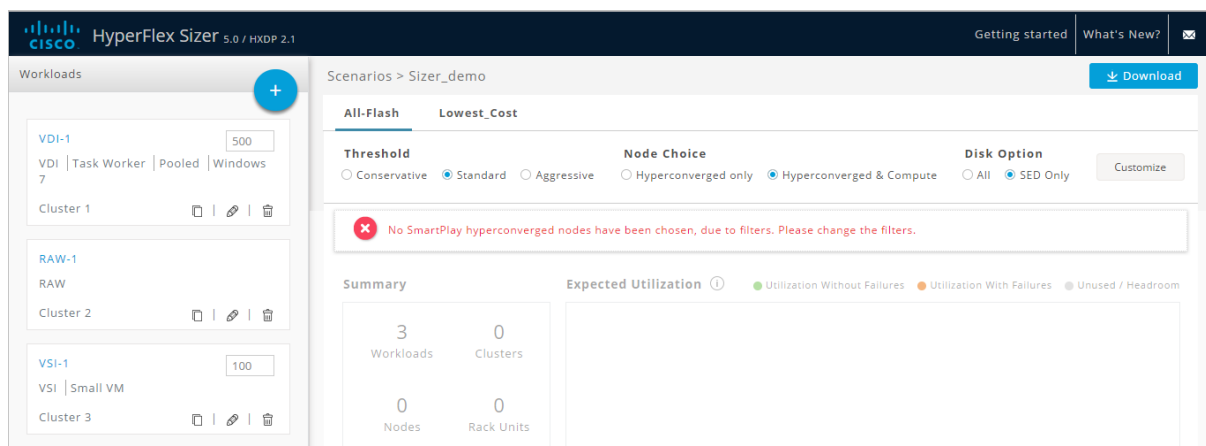 CISCO HyperFlex Sizer 5.0 / HXDP 2.1
Getting started
What's New?
Workloads
+
VDI-1
500
VDI | Task Worker | Pooled | Windows
7
Cluster 1
RAW-1
RAW
Cluster 2
VSI-1
100
VSI | Small VM
Cluster 3
Scenarios > Sizer_demo
Download
All-Flash
Lowest_Cost
Threshold
Conservative
Standard
Aggressive
Node Choice
Hyperconverged only
Hyperconverged & Compute
Disk Option
All
SED Only
Customize
No SmartPlay hyperconverged nodes have been chosen, due to filters. Please change the filters.
Summary
3
Workloads
0
Clusters
0
Nodes
0
Rack Units
Expected Utilization
Utilization Without Failures
Utilization With Failures
Unused / Headroom